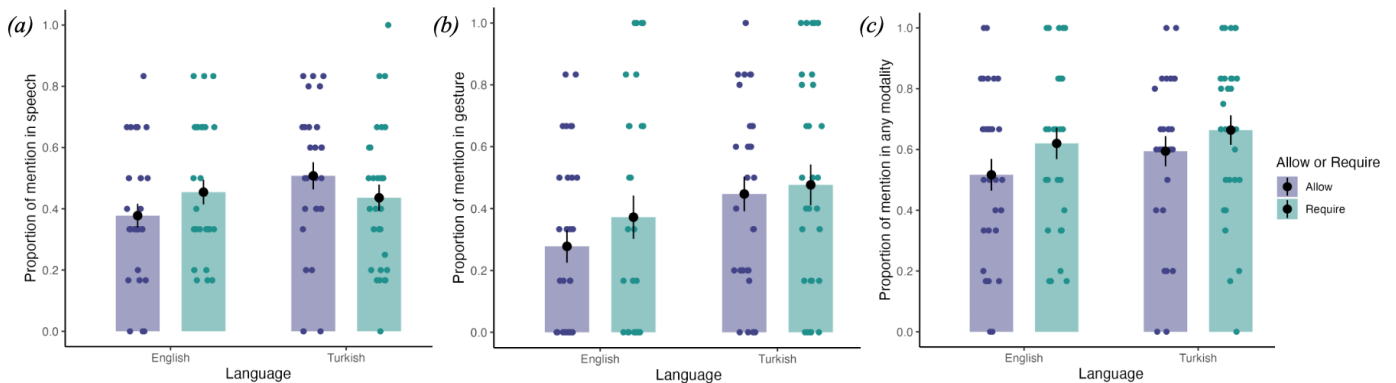 (a)
Proportion of mention in speech
1.0
0.8
0.6
0.4
0.2
0.0
English
Turkish
Language
(b)
Proportion of mention in gesture
1.0
0.8
0.6
0.4
0.2
0.0
English
Turkish
Language
(c)
Proportion of mention in any modality
1.0
0.8
0.6
0.4
0.2
0.0
English
Turkish
Language
Allow or Require
Allow
Require